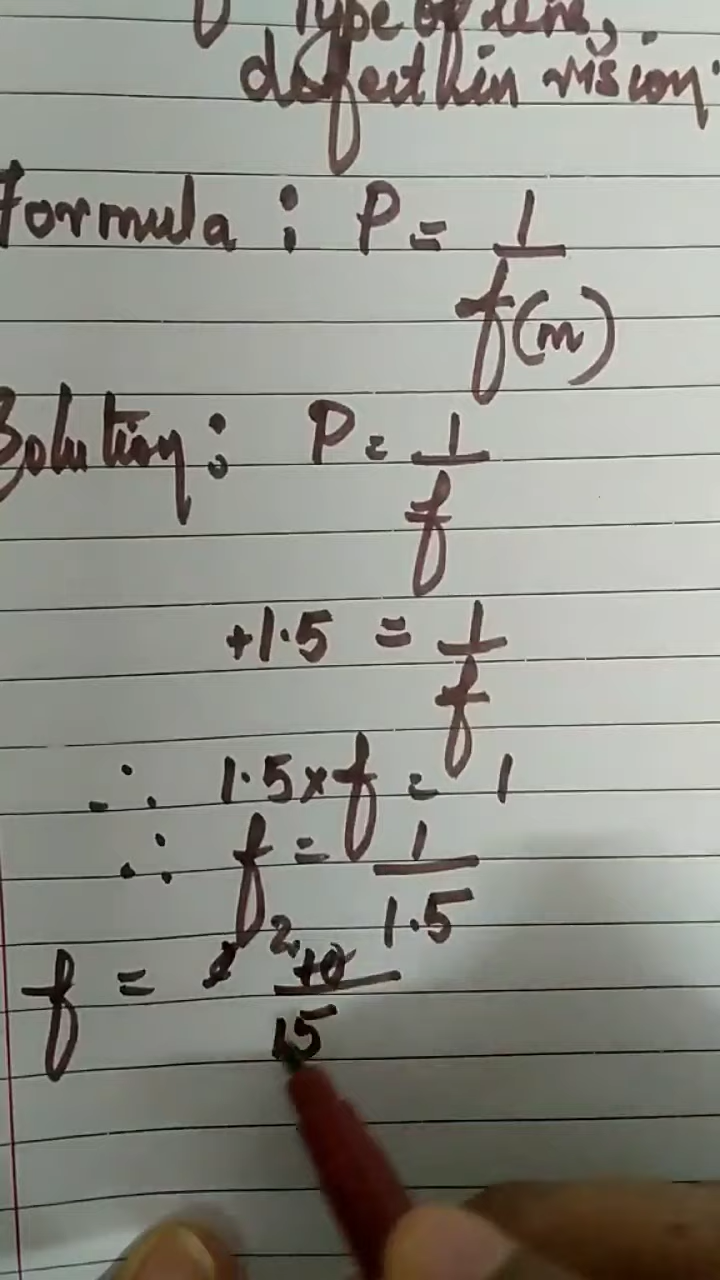 Type of lens,
defect in vision
Formula : P = 1/f(m)
Solution : P = 1/f
+1.5 = 1/f
∴ 1.5 × f = 1
∴ f = 1/1.5
f = 2 10/15